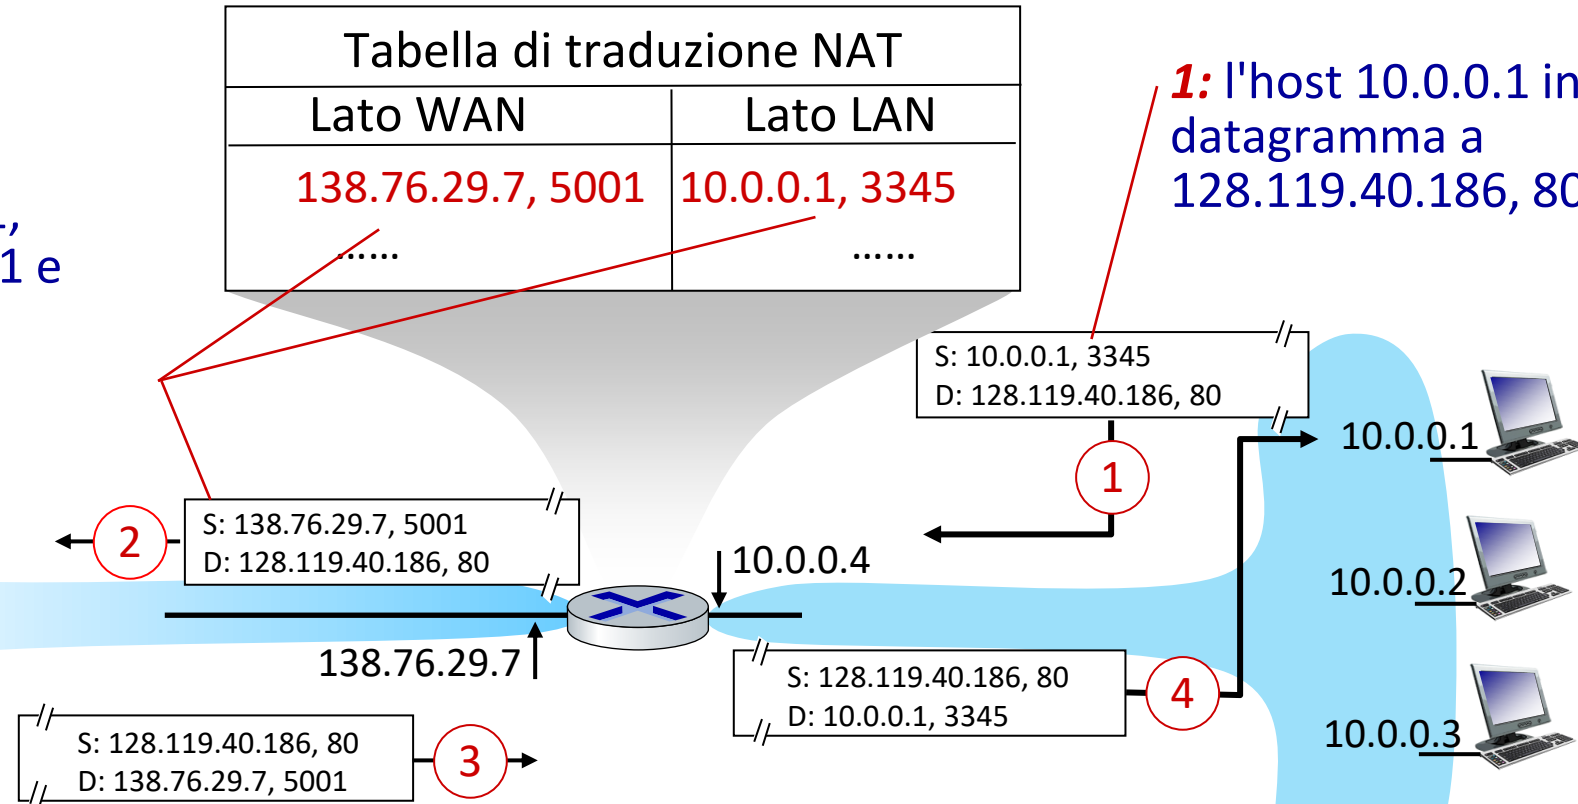 Tabella di traduzione NAT
Lato WAN
Lato LAN
138.76.29.7, 5001
10.0.0.1, 3345
......
......
1: l'host 10.0.0.1 in
datagramma a
128.119.40.186, 80
1 e
S: 10.0.0.1, 3345
D: 128.119.40.186, 80
1
10.0.0.1
2
S: 138.76.29.7, 5001
D: 128.119.40.186, 80
10.0.0.4
10.0.0.2
138.76.29.7
S: 128.119.40.186, 80
D: 10.0.0.1, 3345
4
10.0.0.3
S: 128.119.40.186, 80
D: 138.76.29.7, 5001
3